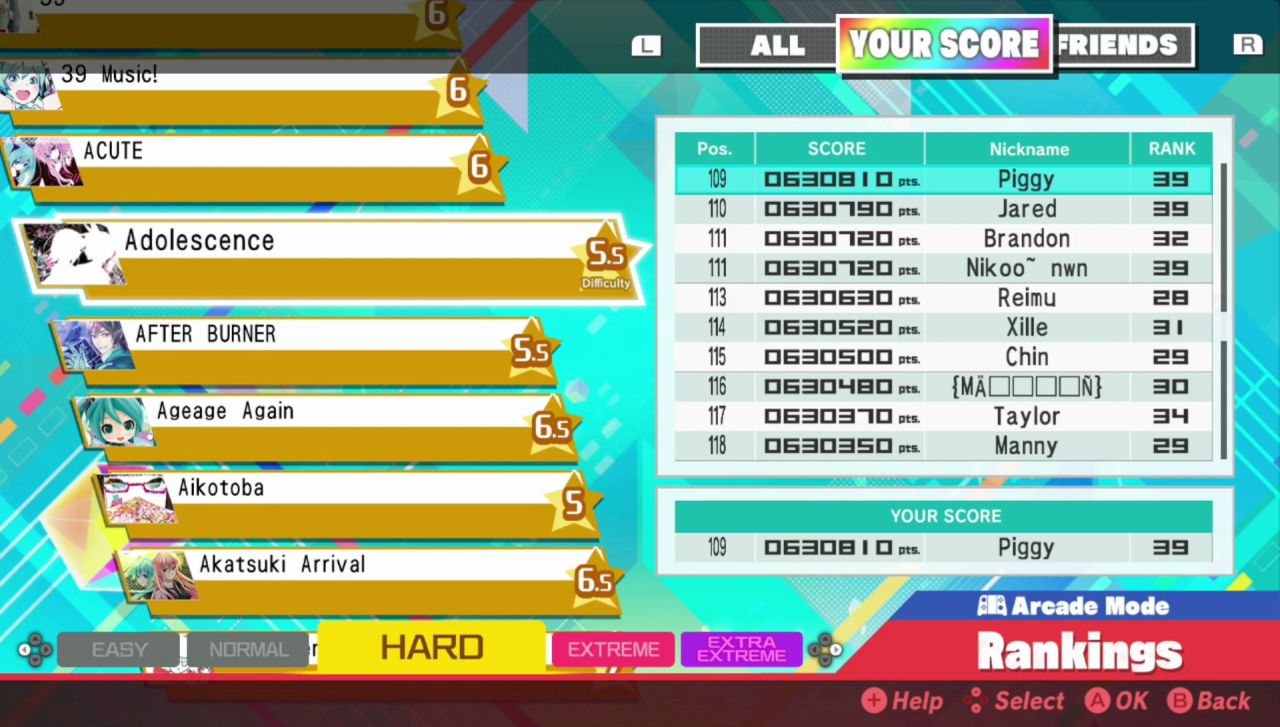 39
6
39 Music!
6
ACUTE
6
Adolescence
5.5
Difficulty
AFTER BURNER
5.5
Ageage Again
6.5
Aikotoba
5
Akatsuki Arrival
6.5
L ALL YOUR SCORE FRIENDS R
Pos. SCORE Nickname RANK
109 0630810 pts. Piggy 39
110 0630790 pts. Jared 39
111 0630720 pts. Brandon 32
111 0630720 pts. Nikoo~ nwn 39
113 0630630 pts. Reimu 28
114 0630520 pts. Xille 31
115 0630500 pts. Chin 29
116 0630480 pts. {MÄ□□□□Ñ} 30
117 0630370 pts. Taylor 34
118 0630350 pts. Manny 29
YOUR SCORE
109 0630810 pts. Piggy 39
Arcade Mode
Rankings
EASY NORMAL HARD EXTREME EXTRA EXTREME
+ Help Select A OK B Back